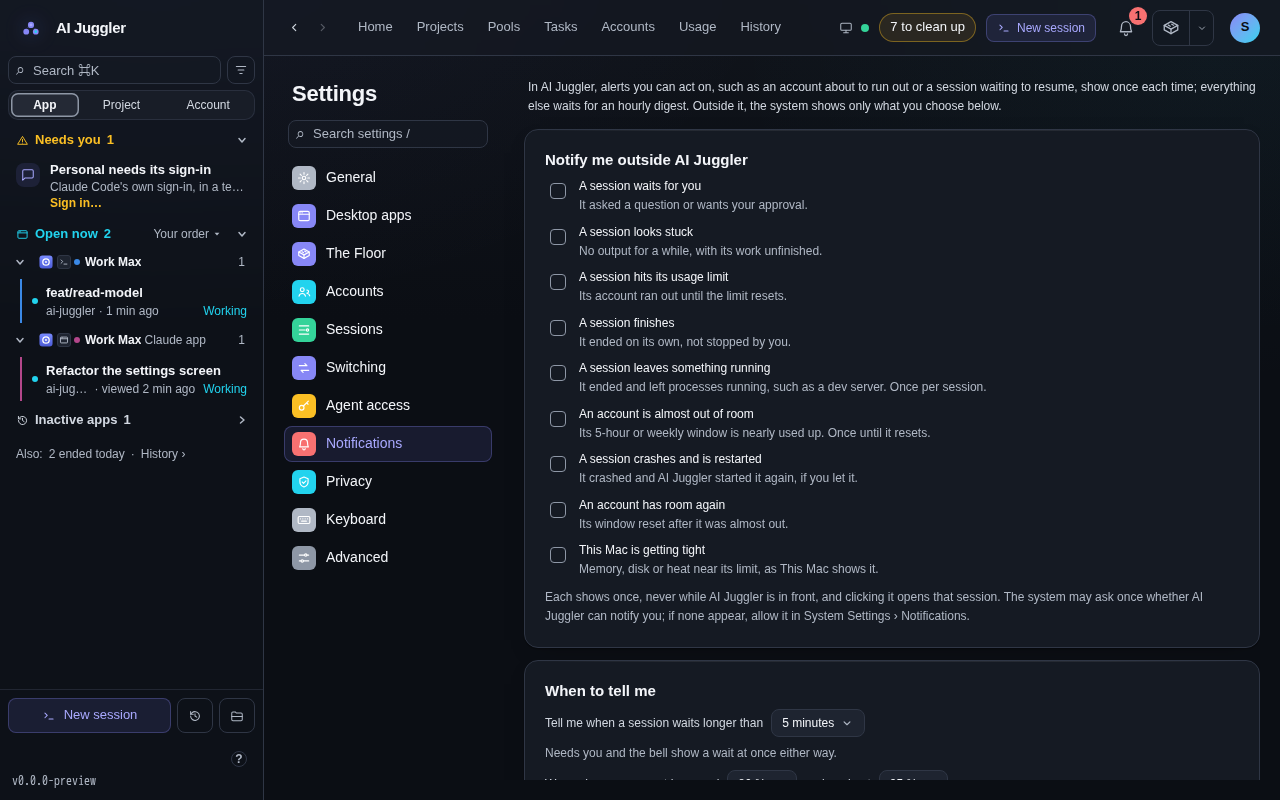 AI Juggler
Search ⌘K
App
Project
Account
Needs you 1
Personal needs its sign-in
Claude Code's own sign-in, in a te…
Sign in…
Open now 2
Your order
Work Max
1
feat/read-model
ai-juggler · 1 min ago
Working
Work Max Claude app
1
Refactor the settings screen
ai-jug… · viewed 2 min ago
Working
Inactive apps 1
Also: 2 ended today · History ›
New session
?
v0.0.0-preview
Home
Projects
Pools
Tasks
Accounts
Usage
History
7 to clean up
New session
1
S
Settings
Search settings /
General
Desktop apps
The Floor
Accounts
Sessions
Switching
Agent access
Notifications
Privacy
Keyboard
Advanced
In AI Juggler, alerts you can act on, such as an account about to run out or a session waiting to resume, show once each time; everything
else waits for an hourly digest. Outside it, the system shows only what you choose below.
Notify me outside AI Juggler
A session waits for you
It asked a question or wants your approval.
A session looks stuck
No output for a while, with its work unfinished.
A session hits its usage limit
Its account ran out until the limit resets.
A session finishes
It ended on its own, not stopped by you.
A session leaves something running
It ended and left processes running, such as a dev server. Once per session.
An account is almost out of room
Its 5-hour or weekly window is nearly used up. Once until it resets.
A session crashes and is restarted
It crashed and AI Juggler started it again, if you let it.
An account has room again
Its window reset after it was almost out.
This Mac is getting tight
Memory, disk or heat near its limit, as This Mac shows it.
Each shows once, never while AI Juggler is in front, and clicking it opens that session. The system may ask once whether AI
Juggler can notify you; if none appear, allow it in System Settings › Notifications.
When to tell me
Tell me when a session waits longer than
5 minutes
Needs you and the bell show a wait at once either way.